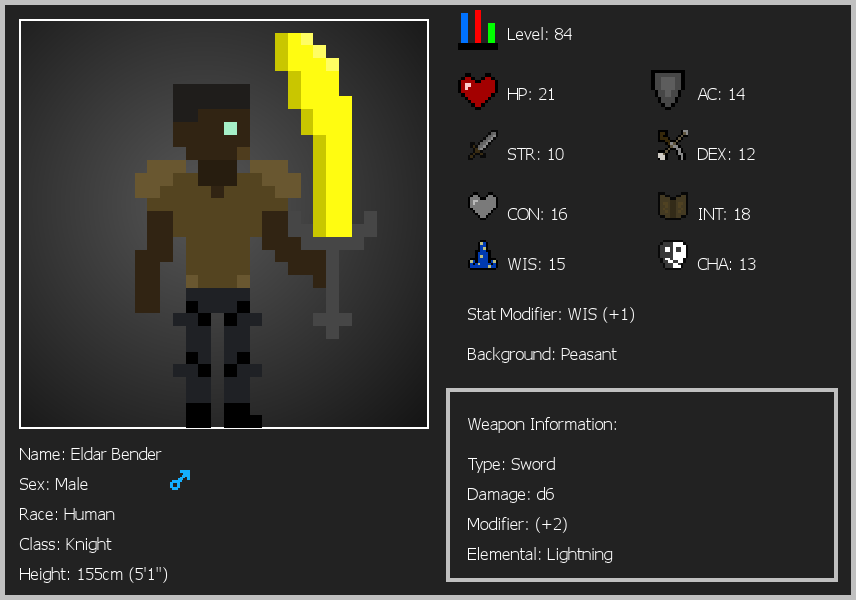 Level: 84
HP: 21
AC: 14
STR: 10
DEX: 12
CON: 16
INT: 18
WIS: 15
CHA: 13
Stat Modifier: WIS (+1)
Background: Peasant
Weapon Information:
Type: Sword
Damage: d6
Modifier: (+2)
Elemental: Lightning
Name: Eldar Bender
Sex: Male
Race: Human
Class: Knight
Height: 155cm (5'1")